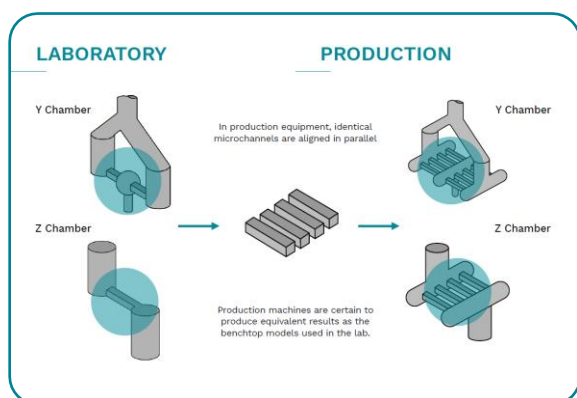 LABORATORY
PRODUCTION
Y Chamber
Y Chamber
In production equipment, identical
microchannels are aligned in parallel
Z Chamber
Z Chamber
Production machines are certain to
produce equivalent results as the
benchtop models used in the lab.